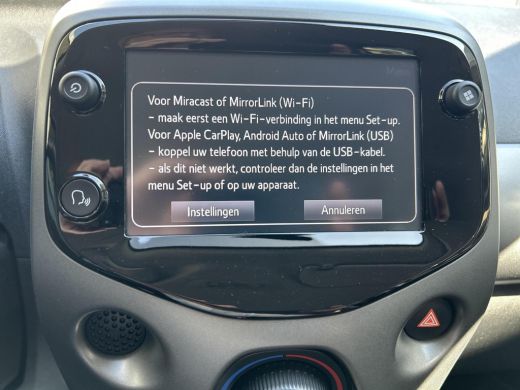 Voor Miracast of MirrorLink (Wi-Fi)
- maak eerst een Wi-Fi-verbinding in het menu Set-up.
Voor Apple CarPlay, Android Auto of MirrorLink (USB)
- koppel uw telefoon met behulp van de USB-kabel.
- als dit niet werkt, controleer dan de instellingen in het
menu Set-up of op uw apparaat.
Instellingen
Annuleren